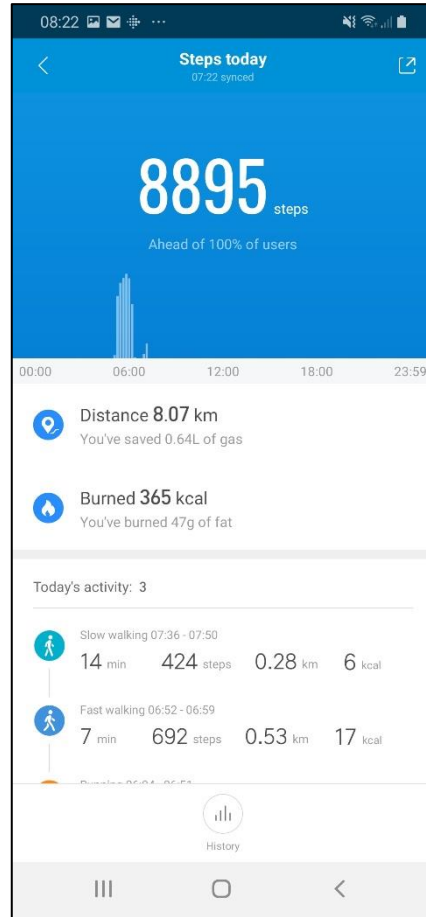 08:22
Steps today
07:22 synced
8895 steps
Ahead of 100% of users
00:00 06:00 12:00 18:00 23:59
Distance 8.07 km
You've saved 0.64L of gas
Burned 365 kcal
You've burned 47g of fat
Today's activity: 3
Slow walking 07:36 - 07:50
14 min 424 steps 0.28 km 6 kcal
Fast walking 06:52 - 06:59
7 min 692 steps 0.53 km 17 kcal
History